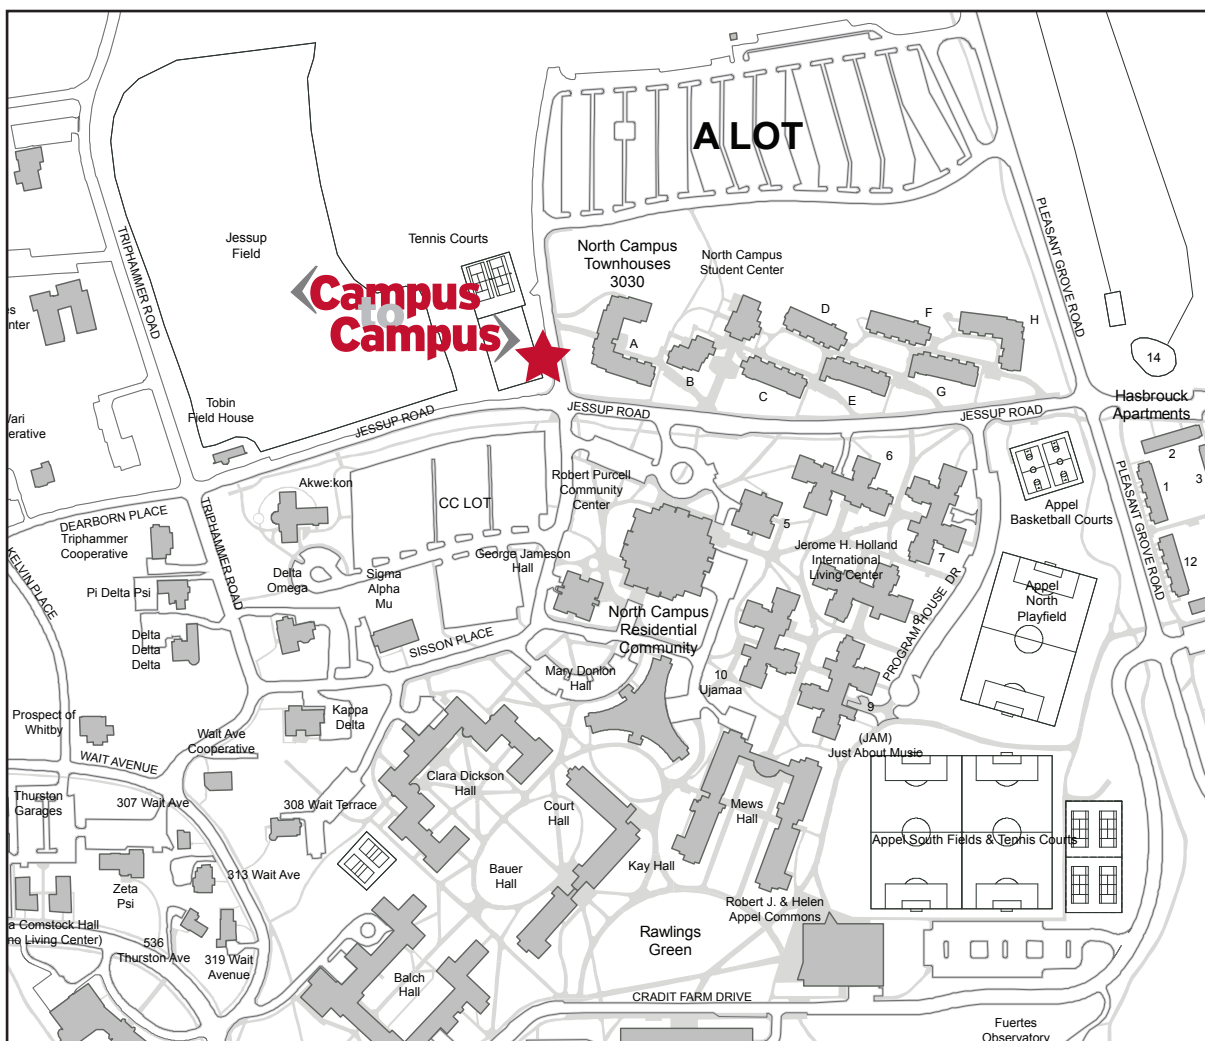 A LOT
TRIPHAMMER ROAD
Jessup
Field
Tennis Courts
North Campus
Townhouses
3030
North Campus
Student Center
PLEASANT GROVE ROAD
Campus
to
Campus
D
F
H
A
B
C
E
G
14
Hasbrouck
Apartments
Tobin
Field House
JESSUP ROAD
JESSUP ROAD
JESSUP ROAD
2
3
1
12
PLEASANT GROVE ROAD
Akwe:kon
CC LOT
Robert Purcell
Community
Center
6
5
7
Appel
Basketball Courts
DEARBORN PLACE
Triphammer
Cooperative
TRIPHAMMER ROAD
KELVIN PLACE
George Jameson
Hall
Jerome H. Holland
International
Living Center
Delta
Omega
Sigma
Alpha
Mu
Pi Delta Psi
Appel
North
Playfield
8
PROGRAM HOUSE DR
North Campus
Residential
Community
Delta
Delta
Delta
SISSON PLACE
Mary Donlon
Hall
10
Ujamaa
9
(JAM)
Just About Music
Prospect of
Whitby
Kappa
Delta
Wait Ave
Cooperative
WAIT AVENUE
Thurston
Garages
307 Wait Ave
308 Wait Terrace
Clara Dickson
Hall
Court
Hall
Mews
Hall
Appel South Fields & Tennis Courts
313 Wait Ave
Zeta
Psi
Bauer
Hall
Kay Hall
Robert J. & Helen
Appel Commons
a Comstock Hall
no Living Center)
536
Thurston Ave
319 Wait
Avenue
Rawlings
Green
Balch
Hall
CRADIT FARM DRIVE
Fuertes
Observatory